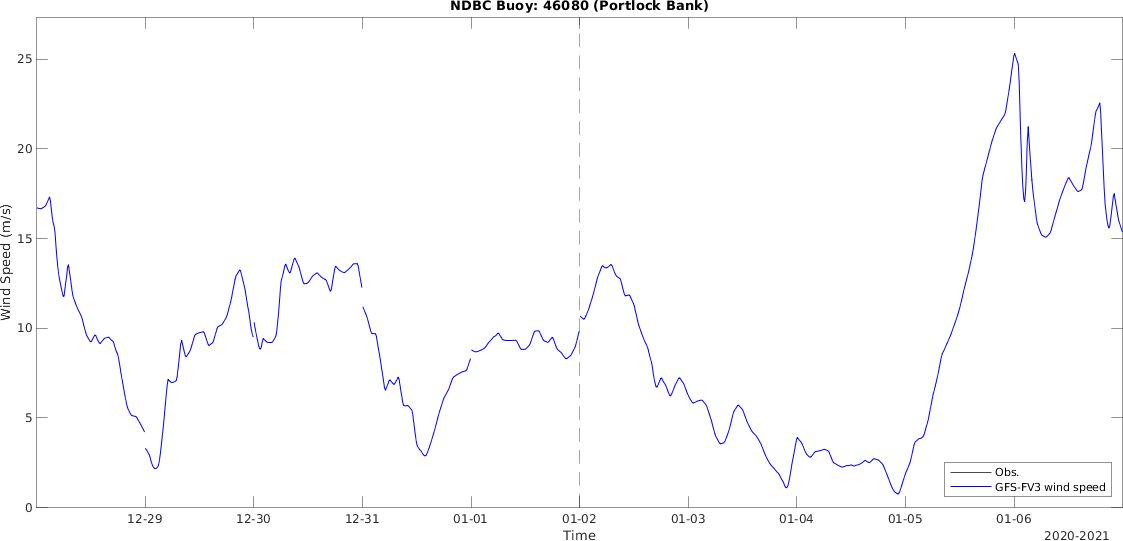 NDBC Buoy: 46080 (Portlock Bank)
25
20
15
10
5
0
Wind Speed (m/s)
12-29 12-30 12-31 01-01 01-02 01-03 01-04 01-05 01-06
Time
2020-2021
Obs.
GFS-FV3 wind speed